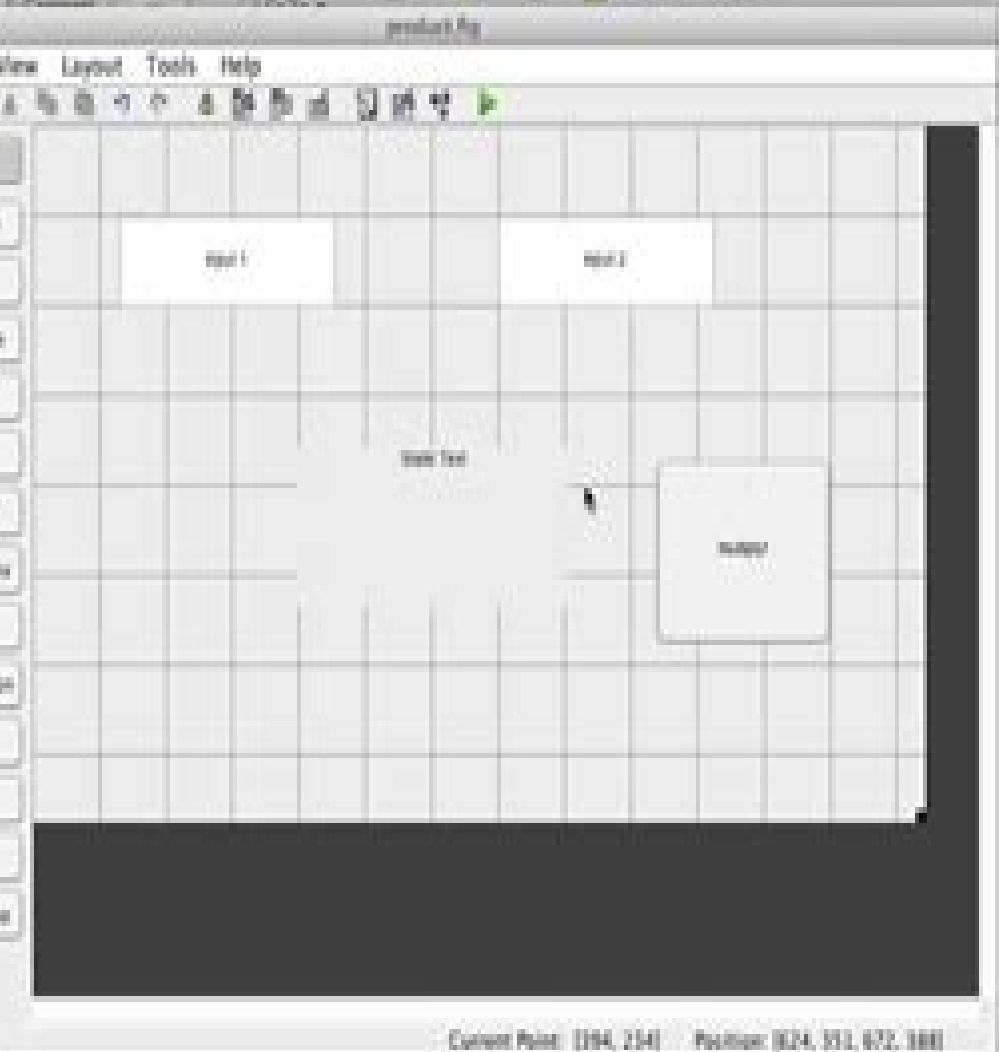 product.fig
View Layout Tools Help
Input 1
Input 2
Static Text
Multiply!
Current Point: [394, 234] Position: [624, 351, 672, 388]